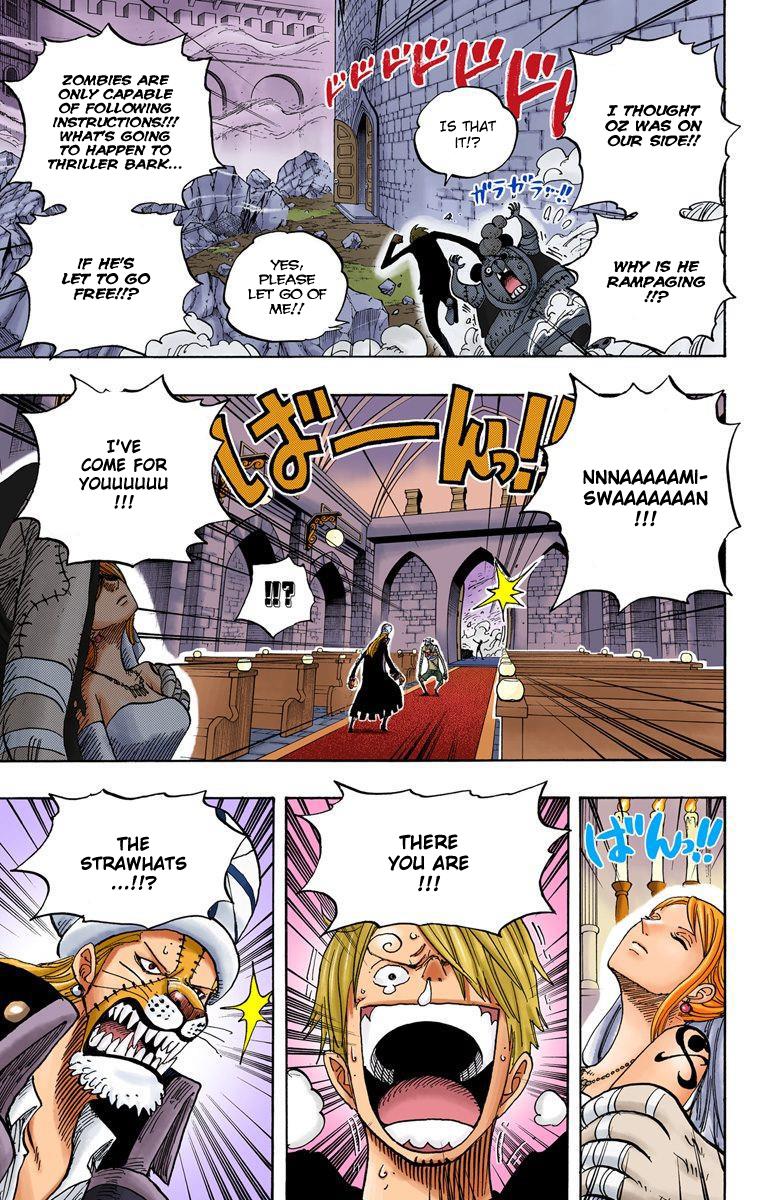 I THOUGHT
OZ WAS ON
OUR SIDE!!
WHY IS HE
RAMPAGING
!!?
ドドドドドド
IS THAT
IT!?
ガラガラ…!!
YES,
PLEASE
LET GO OF
ME!!
ZOMBIES ARE
ONLY CAPABLE
OF FOLLOWING
INSTRUCTIONS!!!
WHAT'S GOING
TO HAPPEN TO
THRILLER BARK...
IF HE'S
LET TO GO
FREE!!?
NNNAAAAAMI-
SWAAAAAAAN
!!!
ばーんっ!!
!!?
I'VE
COME FOR
YOUUUUUU
!!!
ばんっ!!
THERE
YOU ARE
!!!
THE
STRAWHATS
...!!?